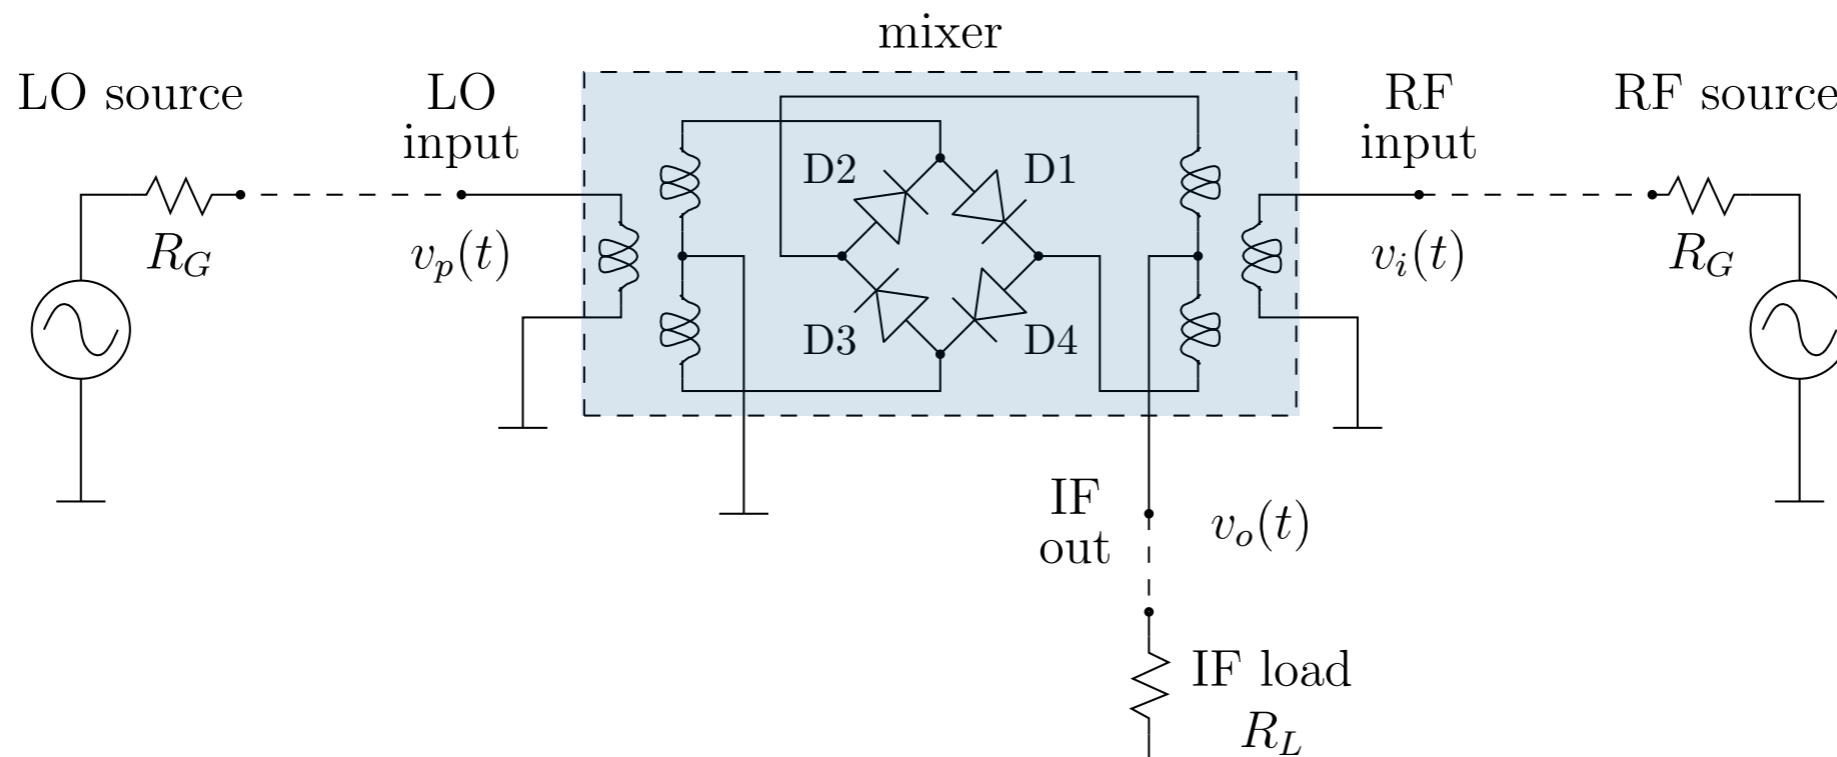 mixer
LO source
LO
input
RF
input
RF source
D2
D1
R_G
v_p(t)
v_i(t)
R_G
D3
D4
IF
out
v_o(t)
IF load
R_L